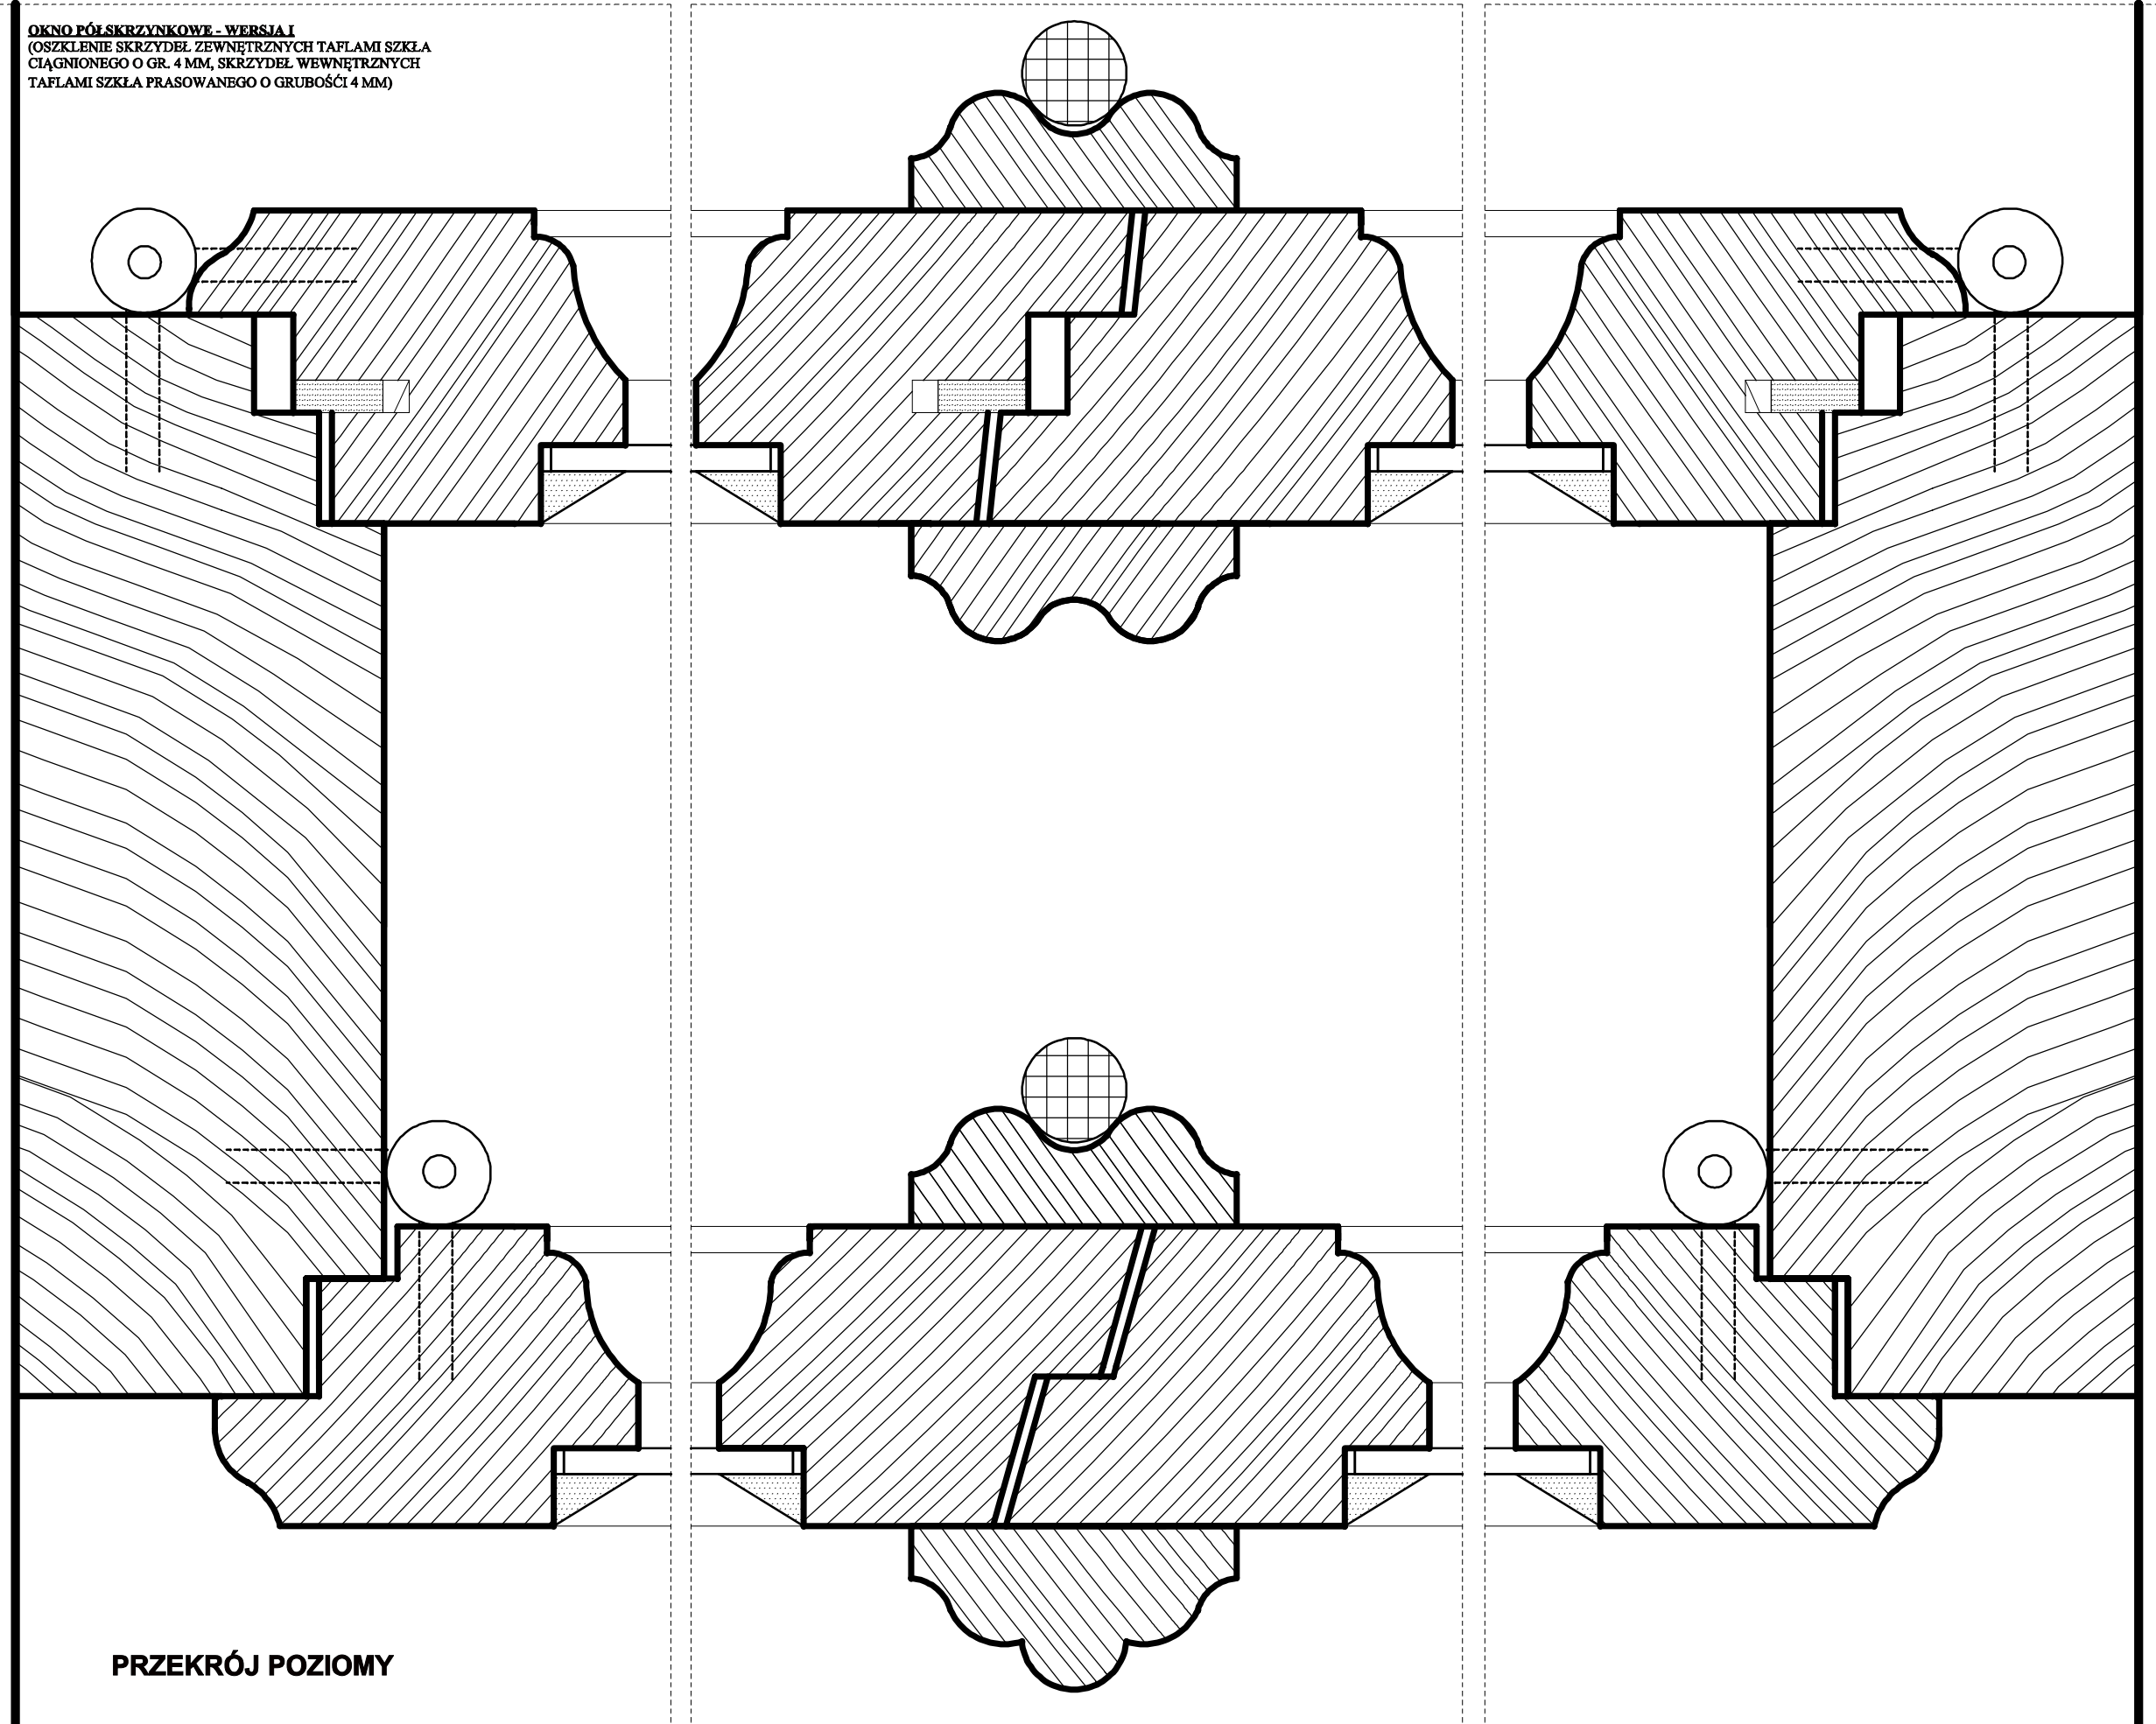 OKNO PÓŁSKRZYNKOWE - WERSJA I
(OSZKLENIE SKRZYDEŁ ZEWNĘTRZNYCH TAFLAMI SZKŁA
CIĄGNIONEGO O GR. 4 MM, SKRZYDEŁ WEWNĘTRZNYCH
TAFLAMI SZKŁA PRASOWANEGO O GRUBOŚĆI 4 MM)
PRZEKRÓJ POZIOMY